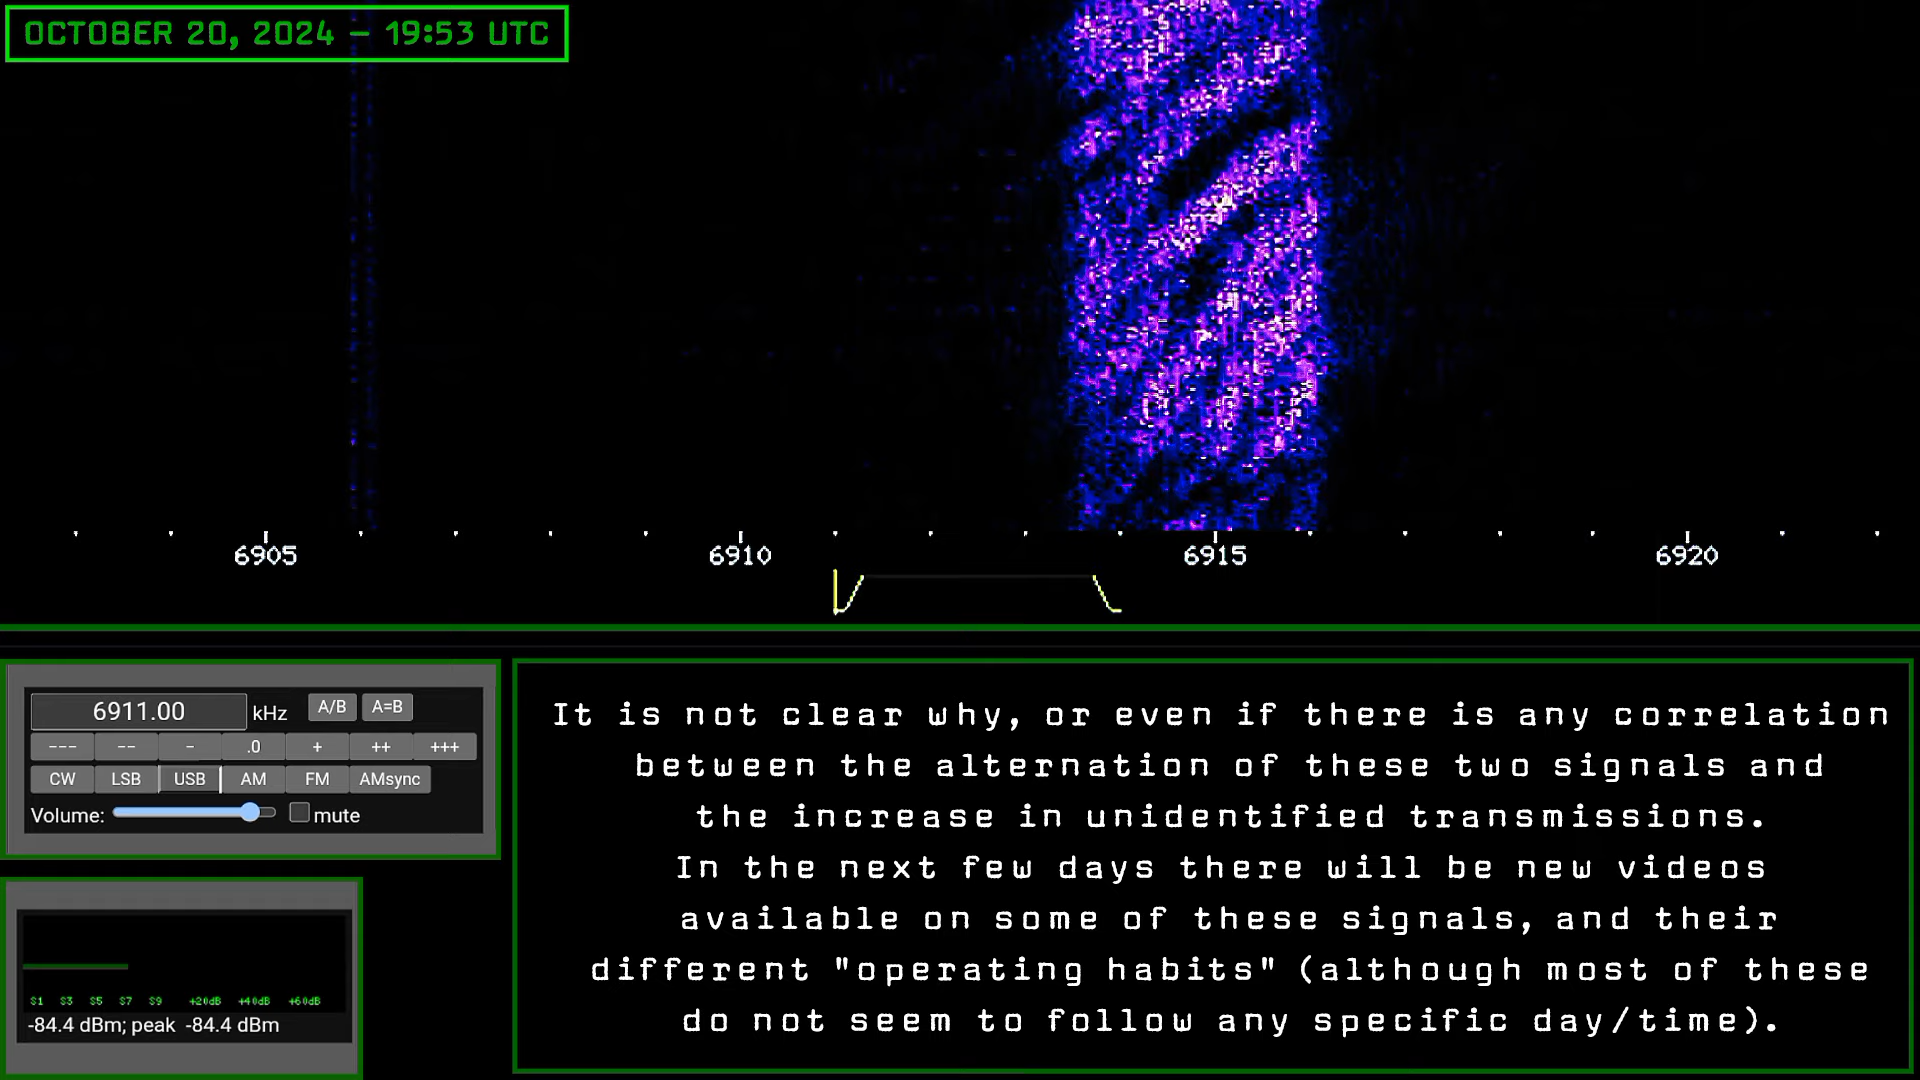 OCTOBER 20, 2024 – 19:53 UTC
6905 6910 6915 6920
6911.00 kHz A/B A=B
--- -- - .0 + ++ +++
CW LSB USB AM FM AMsync
Volume: mute
S1 S3 S5 S7 S9 +20dB +40dB +60dB
-84.4 dBm; peak -84.4 dBm
It is not clear why, or even if there is any correlation
between the alternation of these two signals and
the increase in unidentified transmissions.
In the next few days there will be new videos
available on some of these signals, and their
different "operating habits" (although most of these
do not seem to follow any specific day/time).